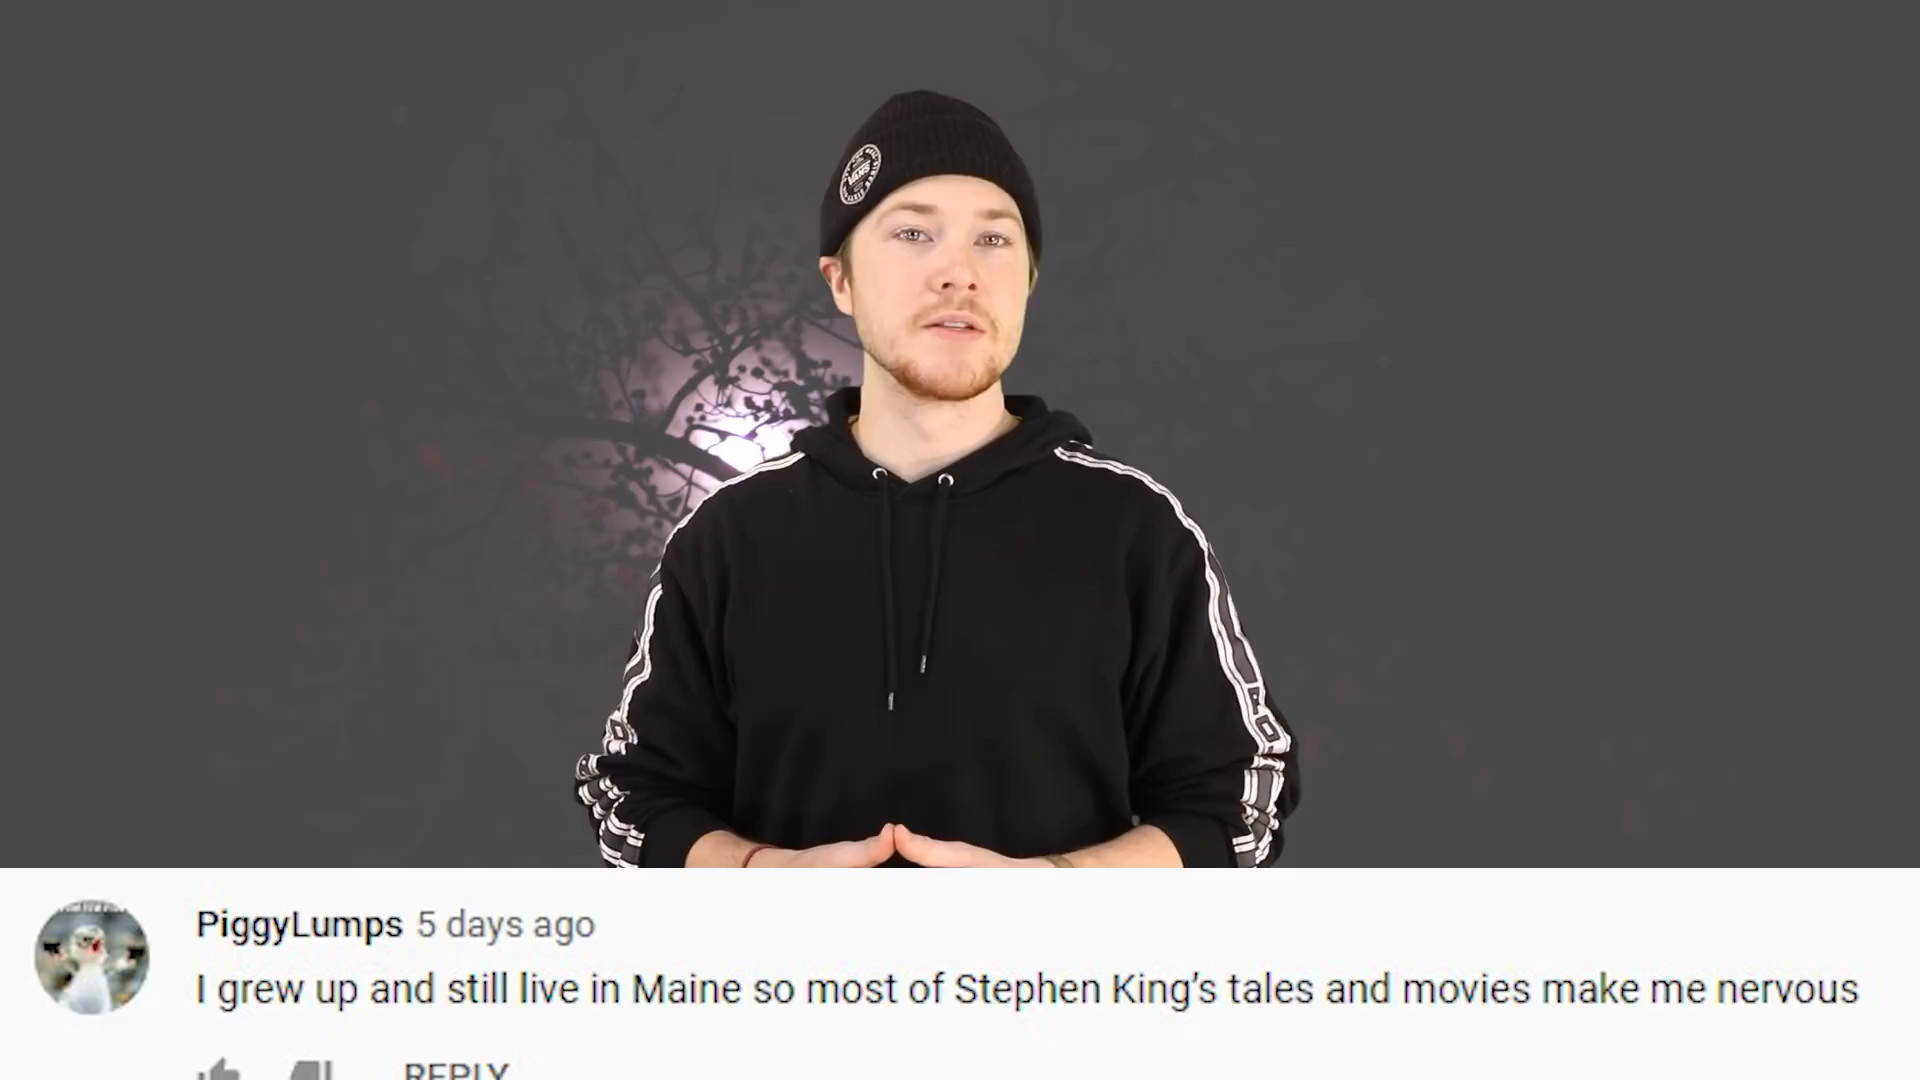 VANS
PiggyLumps 5 days ago
I grew up and still live in Maine so most of Stephen King's tales and movies make me nervous
REPLY